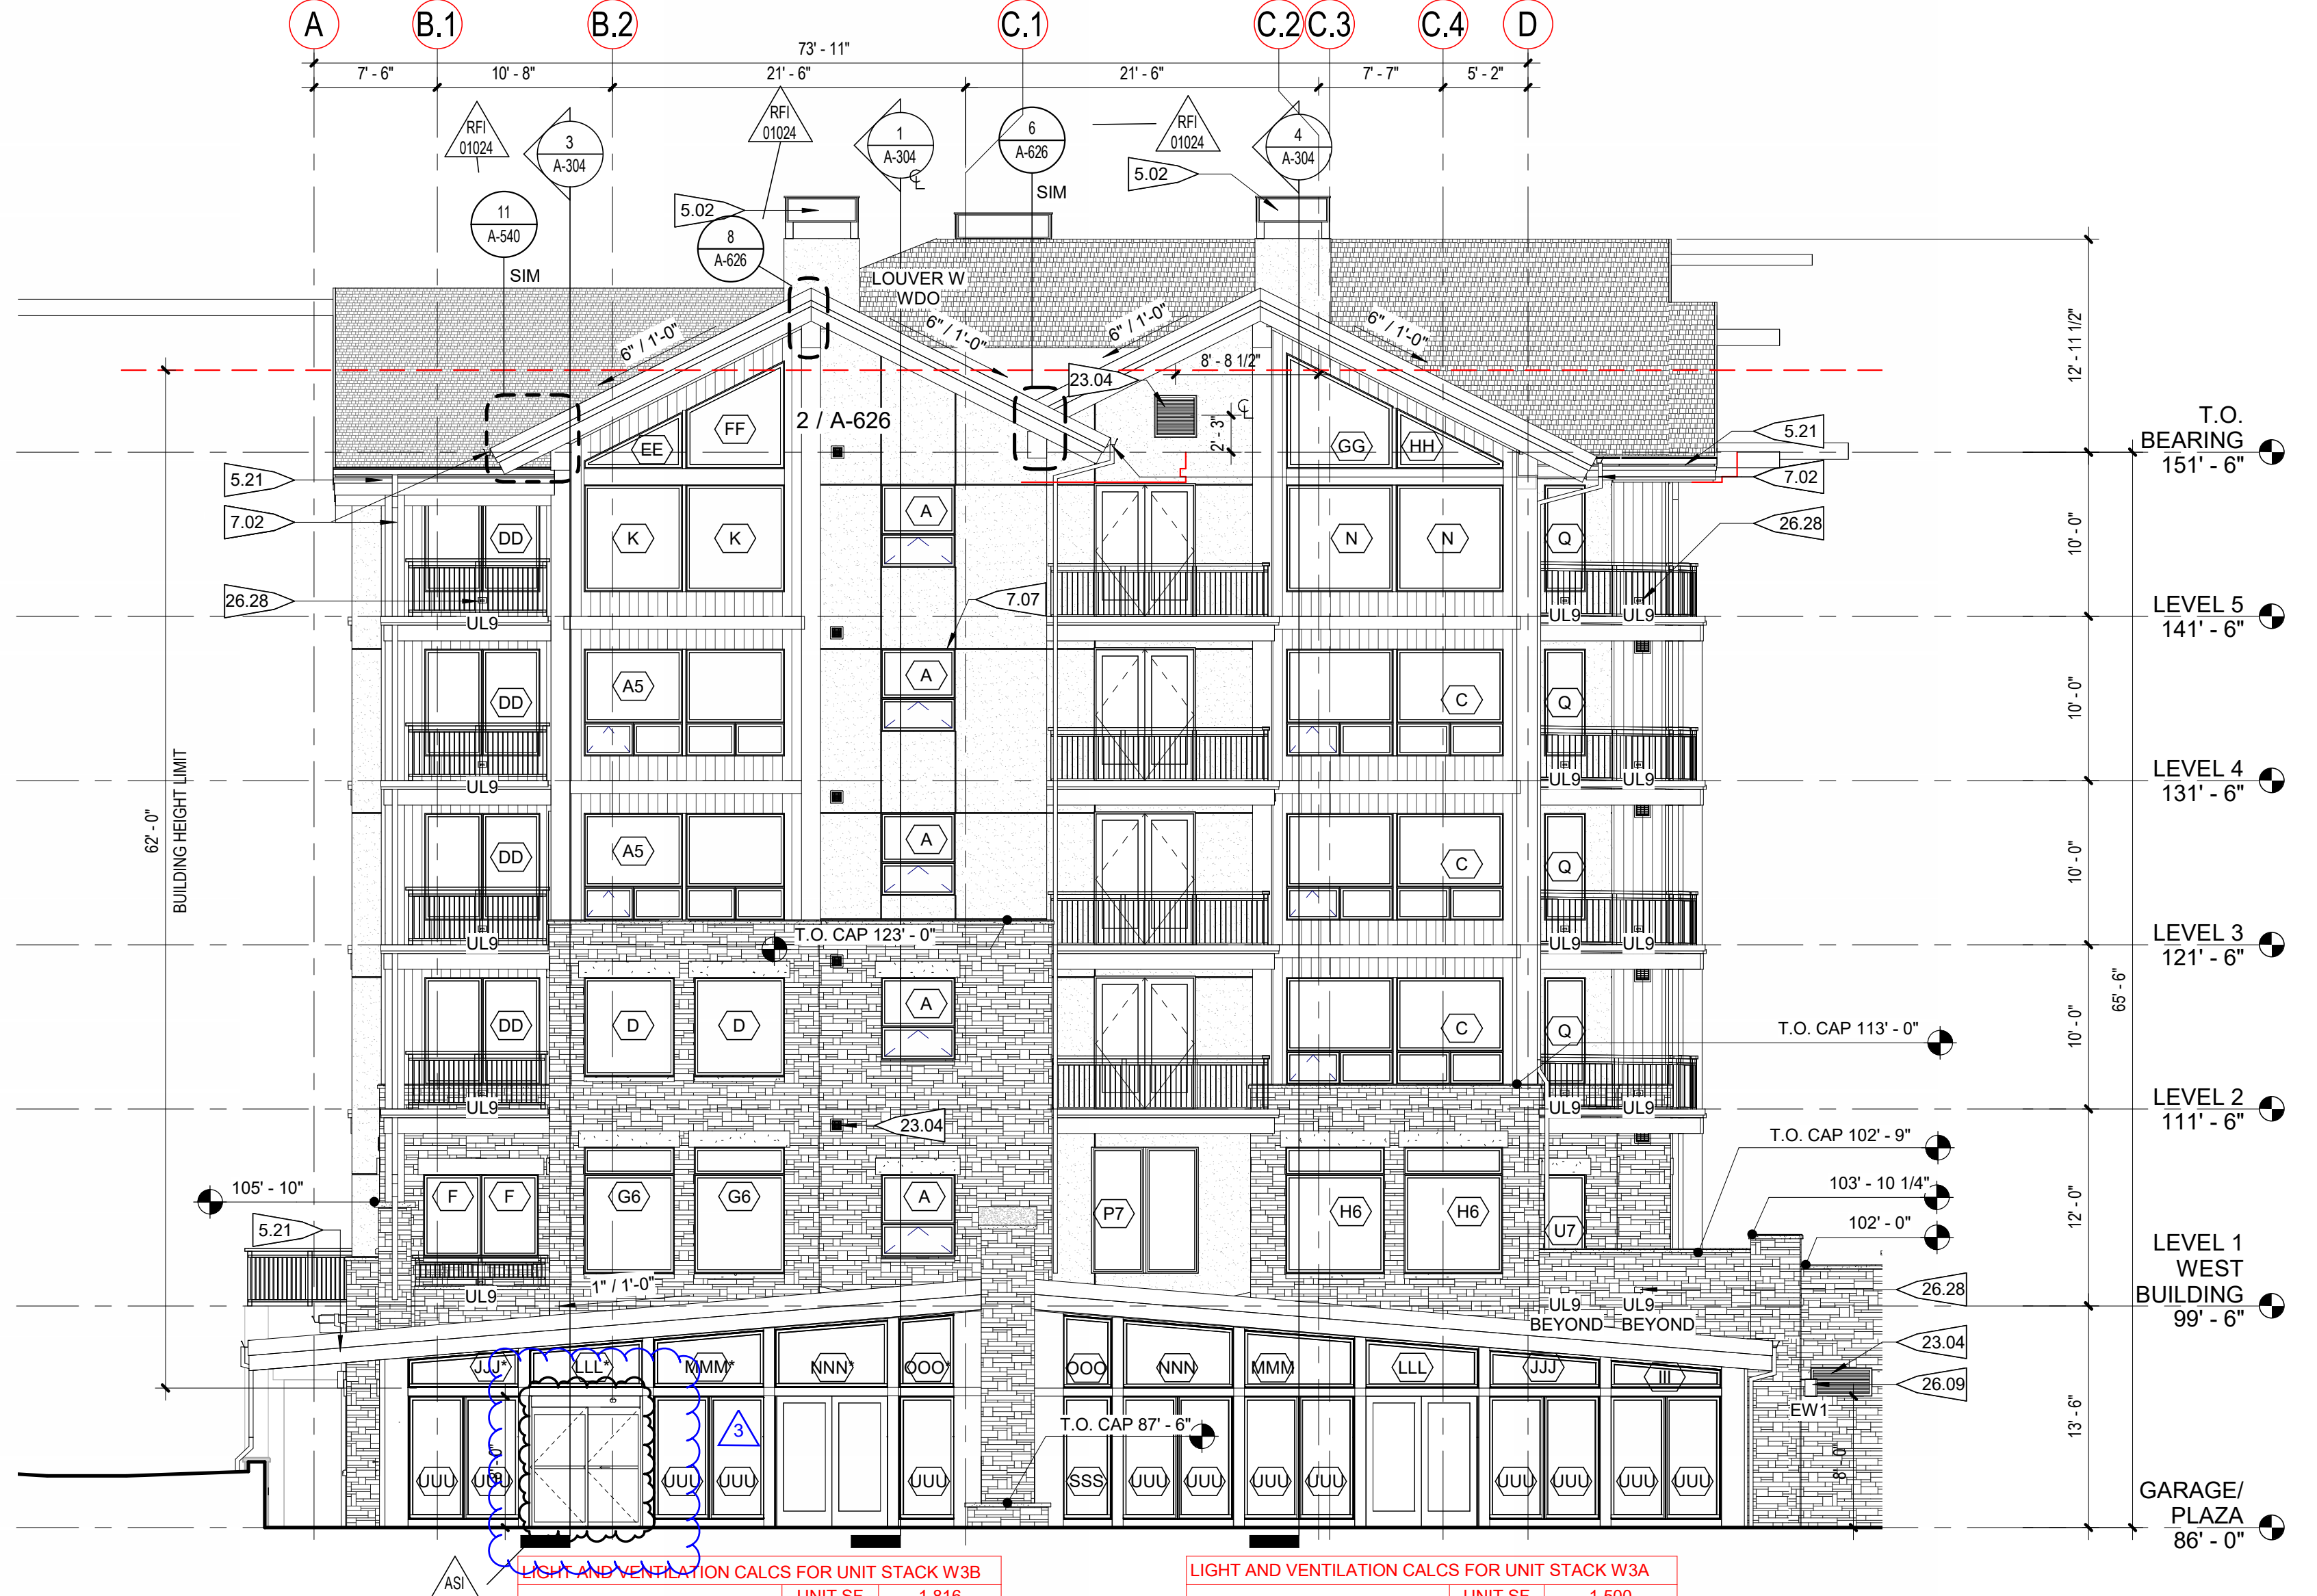 A
B.1
B.2
C.1
C.2
C.3
C.4
D
73' - 11"
7' - 6"
10' - 8"
21' - 6"
21' - 6"
7' - 7"
5' - 2"
RFI
01024
3
A-304
RFI
01024
1
A-304
℄
6
A-626
SIM
RFI
01024
4
A-304
5.02
11
A-540
SIM
5.02
8
A-626
LOUVER W
WDO
6" / 1'-0"
6" / 1'-0"
6" / 1'-0"
6" / 1'-0"
8' - 8 1/2"
23.04
℄
2' - 3"
12' - 11 1/2"
T.O.
BEARING
151' - 6"
EE
FF
2 / A-626
GG
HH
5.21
7.02
26.28
5.21
7.02
26.28
DD
K
K
A
N
N
Q
10' - 0"
UL9
UL9
UL9
LEVEL 5
141' - 6"
7.07
DD
A5
A
C
Q
10' - 0"
UL9
UL9
UL9
LEVEL 4
131' - 6"
62' - 0"
BUILDING HEIGHT LIMIT
DD
A5
A
C
Q
10' - 0"
T.O. CAP 123' - 0"
UL9
UL9
UL9
LEVEL 3
121' - 6"
65' - 6"
DD
D
D
A
C
Q
10' - 0"
T.O. CAP 113' - 0"
UL9
UL9
UL9
LEVEL 2
111' - 6"
23.04
T.O. CAP 102' - 9"
105' - 10"
103' - 10 1/4"
102' - 0"
5.21
F
F
G6
G6
A
P7
H6
H6
U7
12' - 0"
LEVEL 1
WEST
BUILDING
99' - 6"
1" / 1'-0"
UL9
UL9
BEYOND
UL9
BEYOND
26.28
23.04
26.09
JJJ*
LLL*
MMM*
NNN*
OOO*
OOO
NNN
MMM
LLL
JJJ
III
EW1
8' - 0"
13' - 6"
3
T.O. CAP 87' - 6"
JUU
JUU
JUU
JUU
JUU
SSS
JUU
JUU
JUU
JUU
JUU
JUU
JUU
JUU
GARAGE/
PLAZA
86' - 0"
ASI
LIGHT AND VENTILATION CALCS FOR UNIT STACK W3B
UNIT SF
1,816
LIGHT AND VENTILATION CALCS FOR UNIT STACK W3A
UNIT SF
1,500